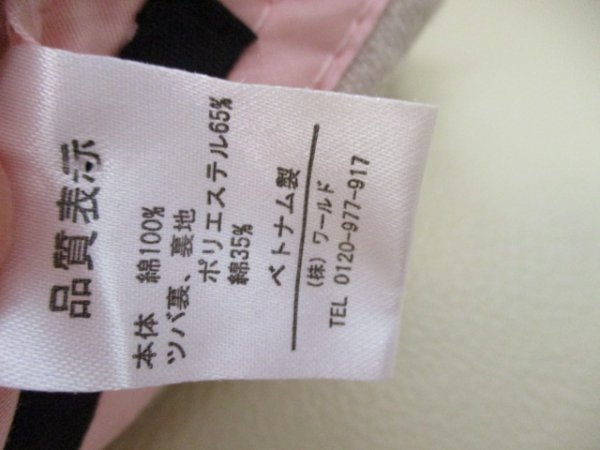 品質表示
本体　綿100%
ツバ裏、裏地
ポリエステル65%
綿35%
ベトナム製
(株) ワールド
TEL 0120-977-917